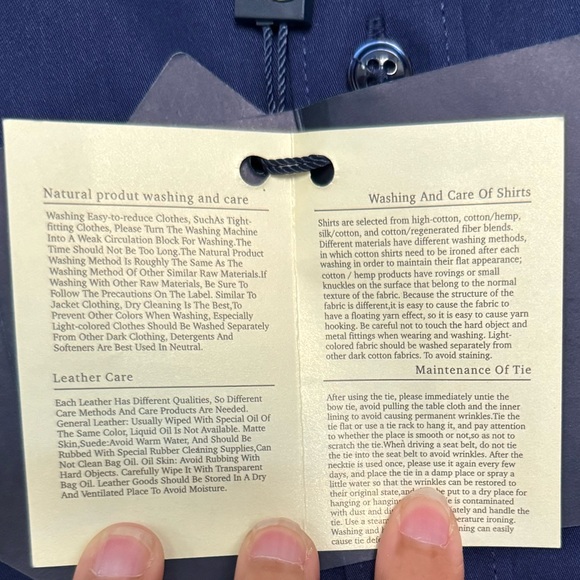 Natural produt washing and care
Washing Easy-to-reduce Clothes, SuchAs Tight-
fitting Clothes, Please Turn The Washing Machine
Into A Weak Circulation Block For Washing.The
Time Should Not Be Too Long.The Natural Product
Washing Method Is Roughly The Same As The
Washing Method Of Other Similar Raw Materials.If
Washing With Other Raw Materials, Be Sure To
Follow The Precautions On The Label. Similar To
Jacket Clothing, Dry Cleaning Is The Best,To
Prevent Other Colors When Washing, Especially
Light-colored Clothes Should Be Washed Separately
From Other Dark Clothing, Detergents And
Softeners Are Best Used In Neutral.
Leather Care
Each Leather Has Different Qualities, So Different
Care Methods And Care Products Are Needed.
General Leather: Usually Wiped With Special Oil Of
The Same Color, Liquid Oil Is Not Available. Matte
Skin,Suede:Avoid Warm Water, And Should Be
Rubbed With Special Rubber Cleaning Supplies,Can
Not Clean Bag Oil. Oil Skin: Avoid Rubbing With
Hard Objects. Carefully Wipe It With Transparent
Bag Oil. Leather Goods Should Be Stored In A Dry
And Ventilated Place To Avoid Moisture.
Washing And Care Of Shirts
Shirts are selected from high-cotton, cotton/hemp,
silk/cotton, and cotton/regenerated fiber blends.
Different materials have different washing methods,
in which cotton shirts need to be ironed after each
washing in order to maintain their flat appearance;
cotton / hemp products have rovings or small
knuckles on the surface that belong to the normal
texture of the fabric. Because the structure of the
fabric is different,it is easy to cause the fabric to
have a floating yarn effect, so it is easy to cause yarn
hooking. Be careful not to touch the hard object and
metal fittings when wearing and washing. Light-
colored fabric should be washed separately from
other dark cotton fabrics. To avoid staining.
Maintenance Of Tie
After using the tie, please immediately untie the
bow tie, avoid pulling the table cloth and the inner
lining to avoid causing permanent wrinkles.Tie the
tie flat or use a tie rack to hang it, and pay attention
to whether the place is smooth or not,so as not to
scratch the tie.When driving a seat belt, do not tie
the tie into the seat belt to avoid wrinkles. After the
necktie is used once, please use it again every few
days, and place the tie in a damp place or spray a
little water so that the wrinkles can be restored to
their original state,and be put to a dry place for
hanging or hanging e is contaminated
with dust and di lately and handle the
tie. Use a steam perature ironing.
Washing and ning can easily
cause tie def